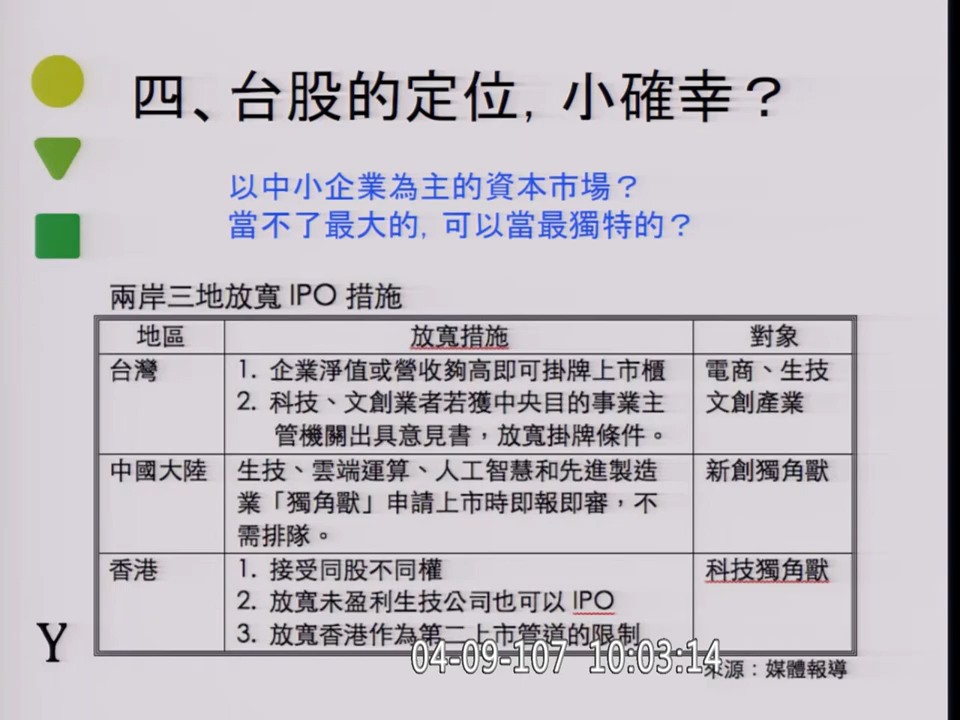 四、台股的定位，小確幸？
以中小企業為主的資本市場？
當不了最大的，可以當最獨特的？
兩岸三地放寬 IPO 措施
地區 放寬措施 對象
台灣 1. 企業淨值或營收夠高即可掛牌上市櫃 電商、生技
2. 科技、文創業者若獲中央目的事業主 文創產業
管機關出具意見書，放寬掛牌條件。
中國大陸 生技、雲端運算、人工智慧和先進製造 新創獨角獸
業「獨角獸」申請上市時即報即審，不
需排隊。
香港 1. 接受同股不同權 科技獨角獸
2. 放寬未盈利生技公司也可以 IPO
3. 放寬香港作為第二上市管道的限制
Y
04-09-107 10:03:14
來源：媒體報導